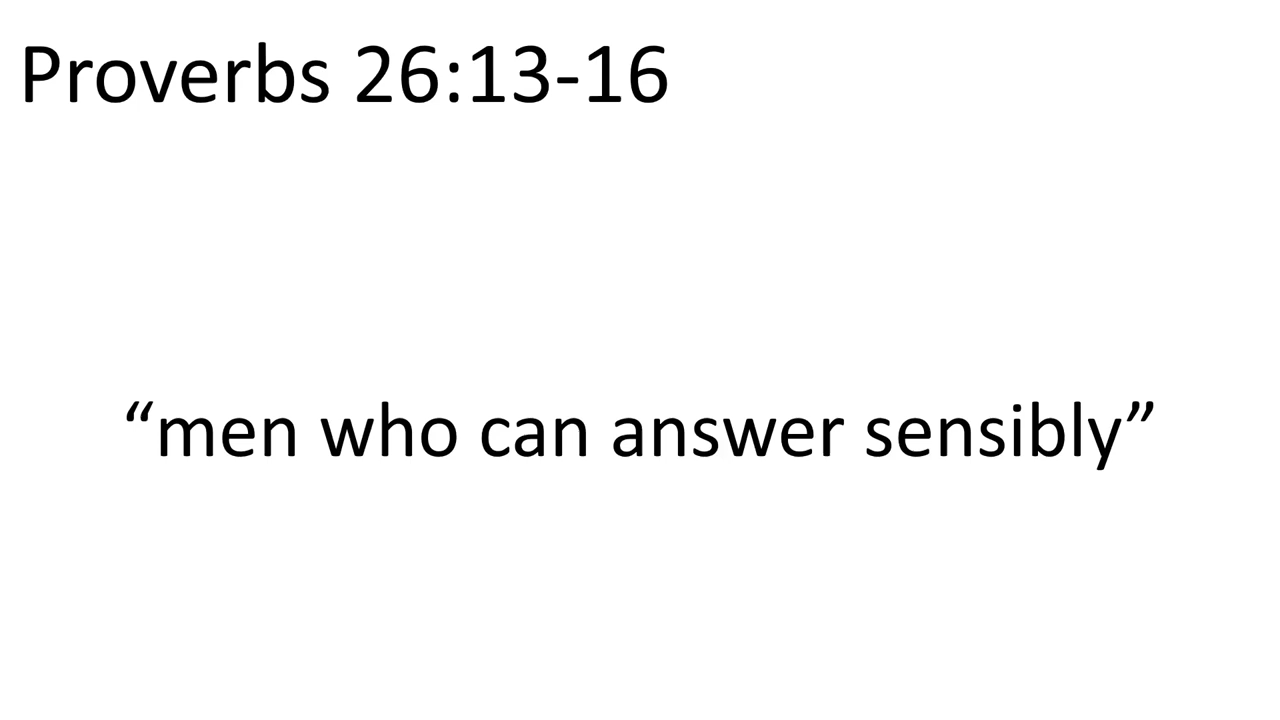 Proverbs 26:13-16
“men who can answer sensibly”